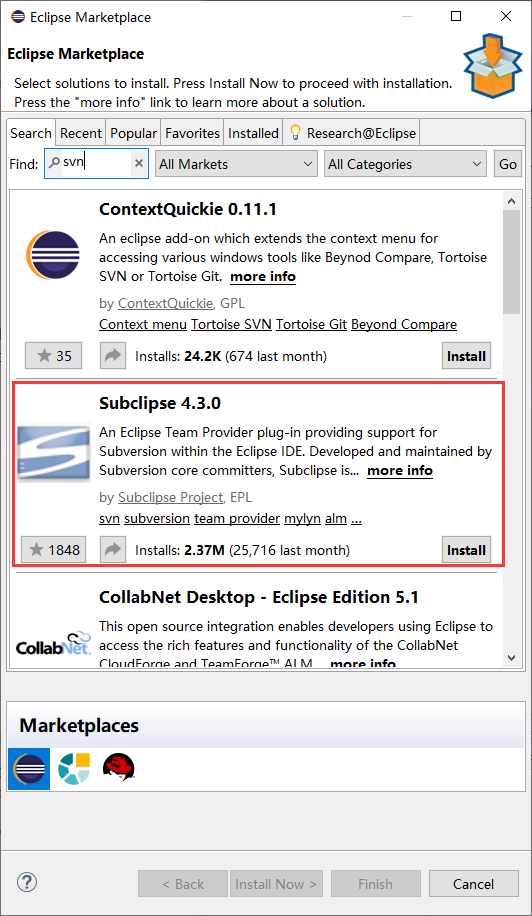 Eclipse Marketplace
Eclipse Marketplace
Select solutions to install. Press Install Now to proceed with installation.
Press the "more info" link to learn more about a solution.
Search Recent Popular Favorites Installed Research@Eclipse
Find: svn All Markets All Categories Go
ContextQuickie 0.11.1
An eclipse add-on which extends the context menu for
accessing various windows tools like Beynod Compare, Tortoise
SVN or Tortoise Git. more info
by ContextQuickie, GPL
Context menu Tortoise SVN Tortoise Git Beyond Compare
35 Installs: 24.2K (674 last month) Install
Subclipse 4.3.0
An Eclipse Team Provider plug-in providing support for
Subversion within the Eclipse IDE. Developed and maintained by
Subversion core committers, Subclipse is... more info
by Subclipse Project, EPL
svn subversion team provider mylyn alm ...
1848 Installs: 2.37M (25,716 last month) Install
CollabNet Desktop - Eclipse Edition 5.1
This open source integration enables developers using Eclipse to
CollabNet access the rich features and functionality of the CollabNet
CloudForge and TeamForge™ ALM... more info
Marketplaces
? < Back Install Now > Finish Cancel